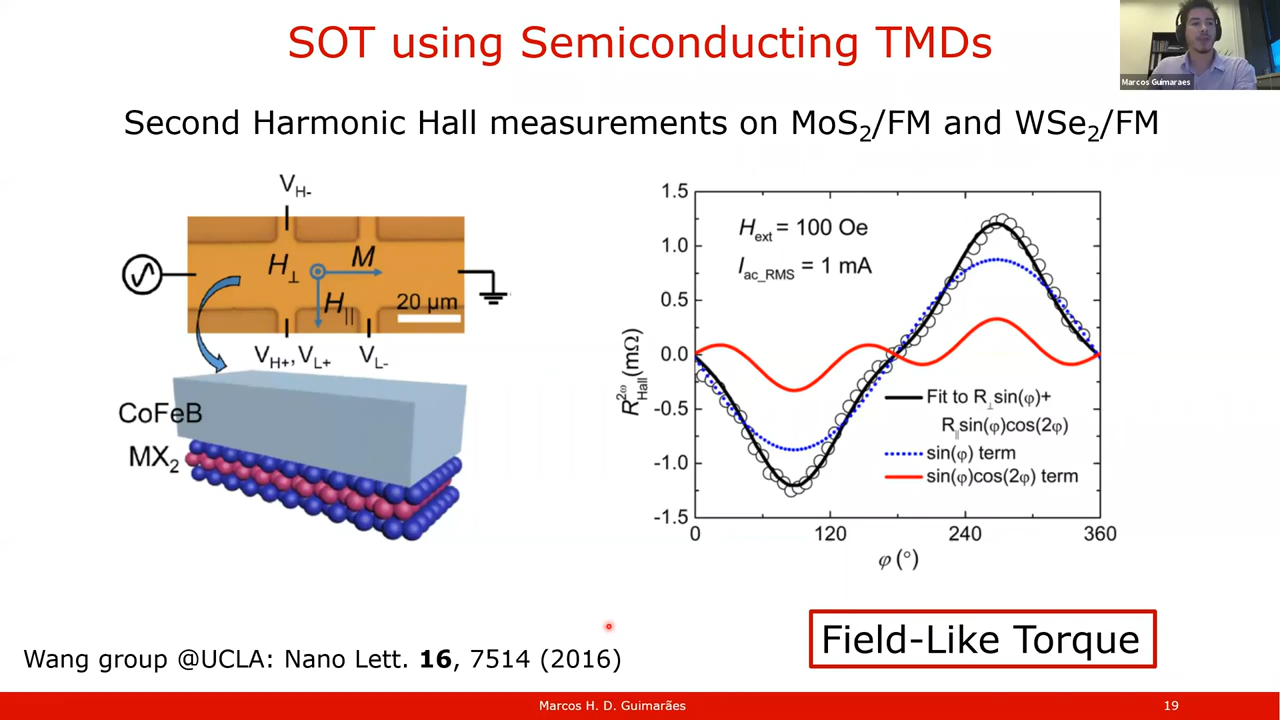 SOT using Semiconducting TMDs
Marcos Guimaraes
Second Harmonic Hall measurements on MoS₂/FM and WSe₂/FM
V_H-
H⊥
M
H||
20 μm
V_H+, V_L+
V_L-
CoFeB
MX₂
1.5
1.0
0.5
0.0
-0.5
-1.0
-1.5
R^2ω_Hall (mΩ)
H_ext = 100 Oe
I_ac_RMS = 1 mA
Fit to R⊥sin(φ)+
R||sin(φ)cos(2φ)
sin(φ) term
sin(φ)cos(2φ) term
0
120
240
360
φ (°)
Field-Like Torque
Wang group @UCLA: Nano Lett. 16, 7514 (2016)
Marcos H. D. Guimarães
19